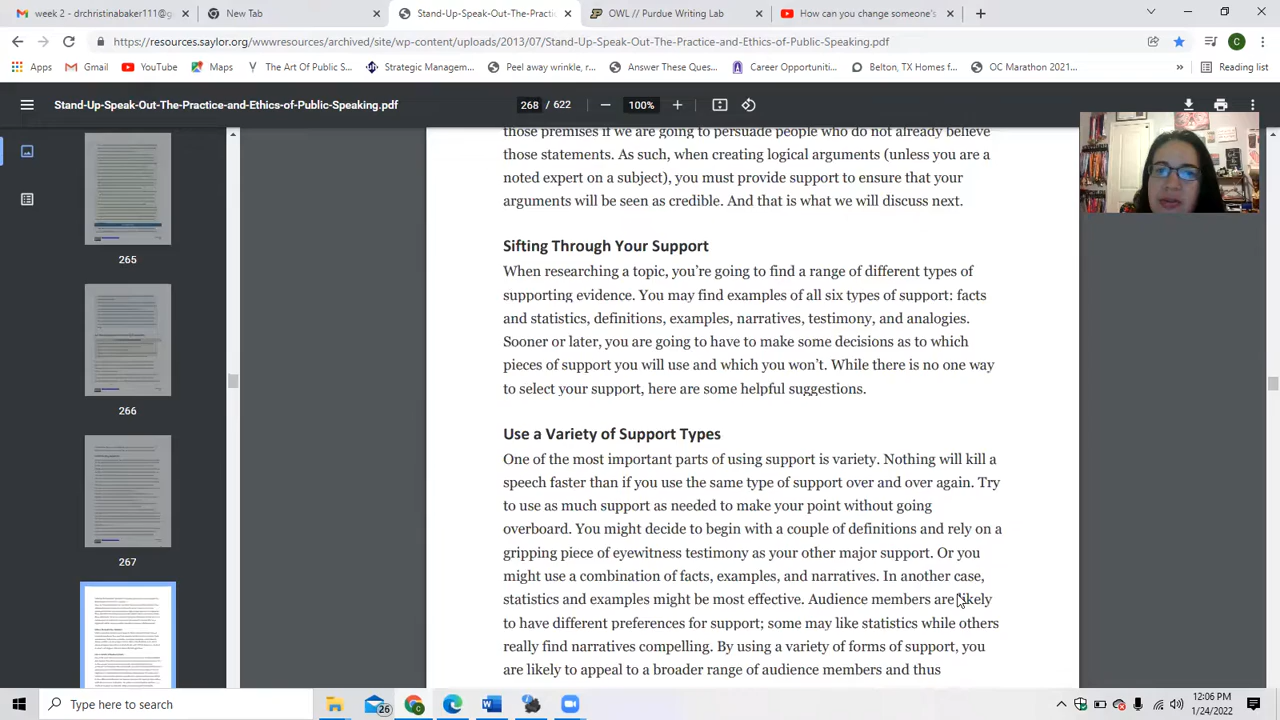 week 2 - drchristinabaker111@g
New Tab
Stand-Up-Speak-Out-The-Practi
OWL // Purdue Writing Lab
How can you change someone's
https://resources.saylor.org/wwwresources/archived/site/wp-content/uploads/2013/07/Stand-Up-Speak-Out-The-Practice-and-Ethics-of-Public-Speaking.pdf
C
Apps
Gmail
YouTube
Maps
The Art Of Public S...
Strategic Managem...
Peel away wrinkle, r...
Answer These Ques...
Career Opportuniti...
Belton, TX Homes f...
OC Marathon 2021...
»
Reading list
Stand-Up-Speak-Out-The-Practice-and-Ethics-of-Public-Speaking.pdf
268 / 622
100%
265
266
267
those premises if we are going to persuade people who do not already believe
those statements. As such, when creating logical arguments (unless you are a
noted expert on a subject), you must provide support to ensure that your
arguments will be seen as credible. And that is what we will discuss next.
Sifting Through Your Support
When researching a topic, you're going to find a range of different types of
supporting evidence. You may find examples of all six types of support: facts
and statistics, definitions, examples, narratives, testimony, and analogies.
Sooner or later, you are going to have to make some decisions as to which
pieces of support you will use and which you won't. While there is no one way
to select your support, here are some helpful suggestions.
Use a Variety of Support Types
One of the most important parts of using support is variety. Nothing will kill a
speech faster than if you use the same type of support over and over again. Try
to use as much support as needed to make your point without going
overboard. You might decide to begin with a couple of definitions and rely on a
gripping piece of eyewitness testimony as your other major support. Or you
might use a combination of facts, examples, and narratives. In another case,
statistics and examples might be most effective. Audience members are likely
to have different preferences for support; some may like statistics while others
really find narratives compelling. By using a variety of forms of support, you
are likely to appeal to a broader range of audience members and thus
Type here to search
25
12:06 PM
1/24/2022